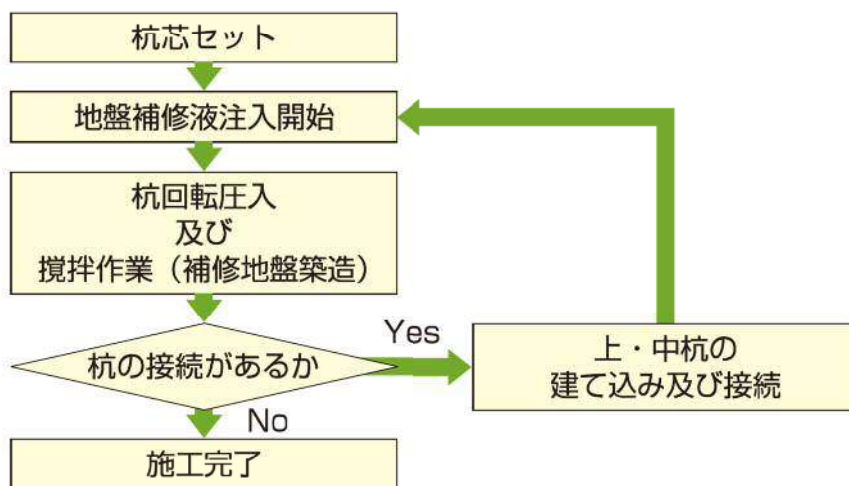 杭芯セット
地盤補修液注入開始
杭回転圧入
及び
撹拌作業（補修地盤築造）
杭の接続があるか
Yes
上・中杭の
建て込み及び接続
No
施工完了